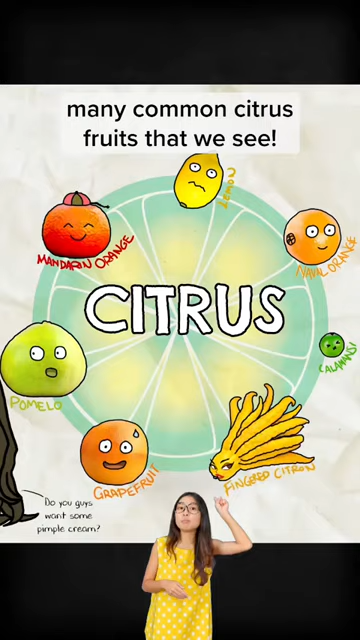 many common citrus
fruits that we see!
LEMON
MANDARIN ORANGE
NAVAL ORANGE
CITRUS
CALAMANSI
POMELO
GRAPEFRUIT
FINGERED CITRON
Do you guys
want some
pimple cream?